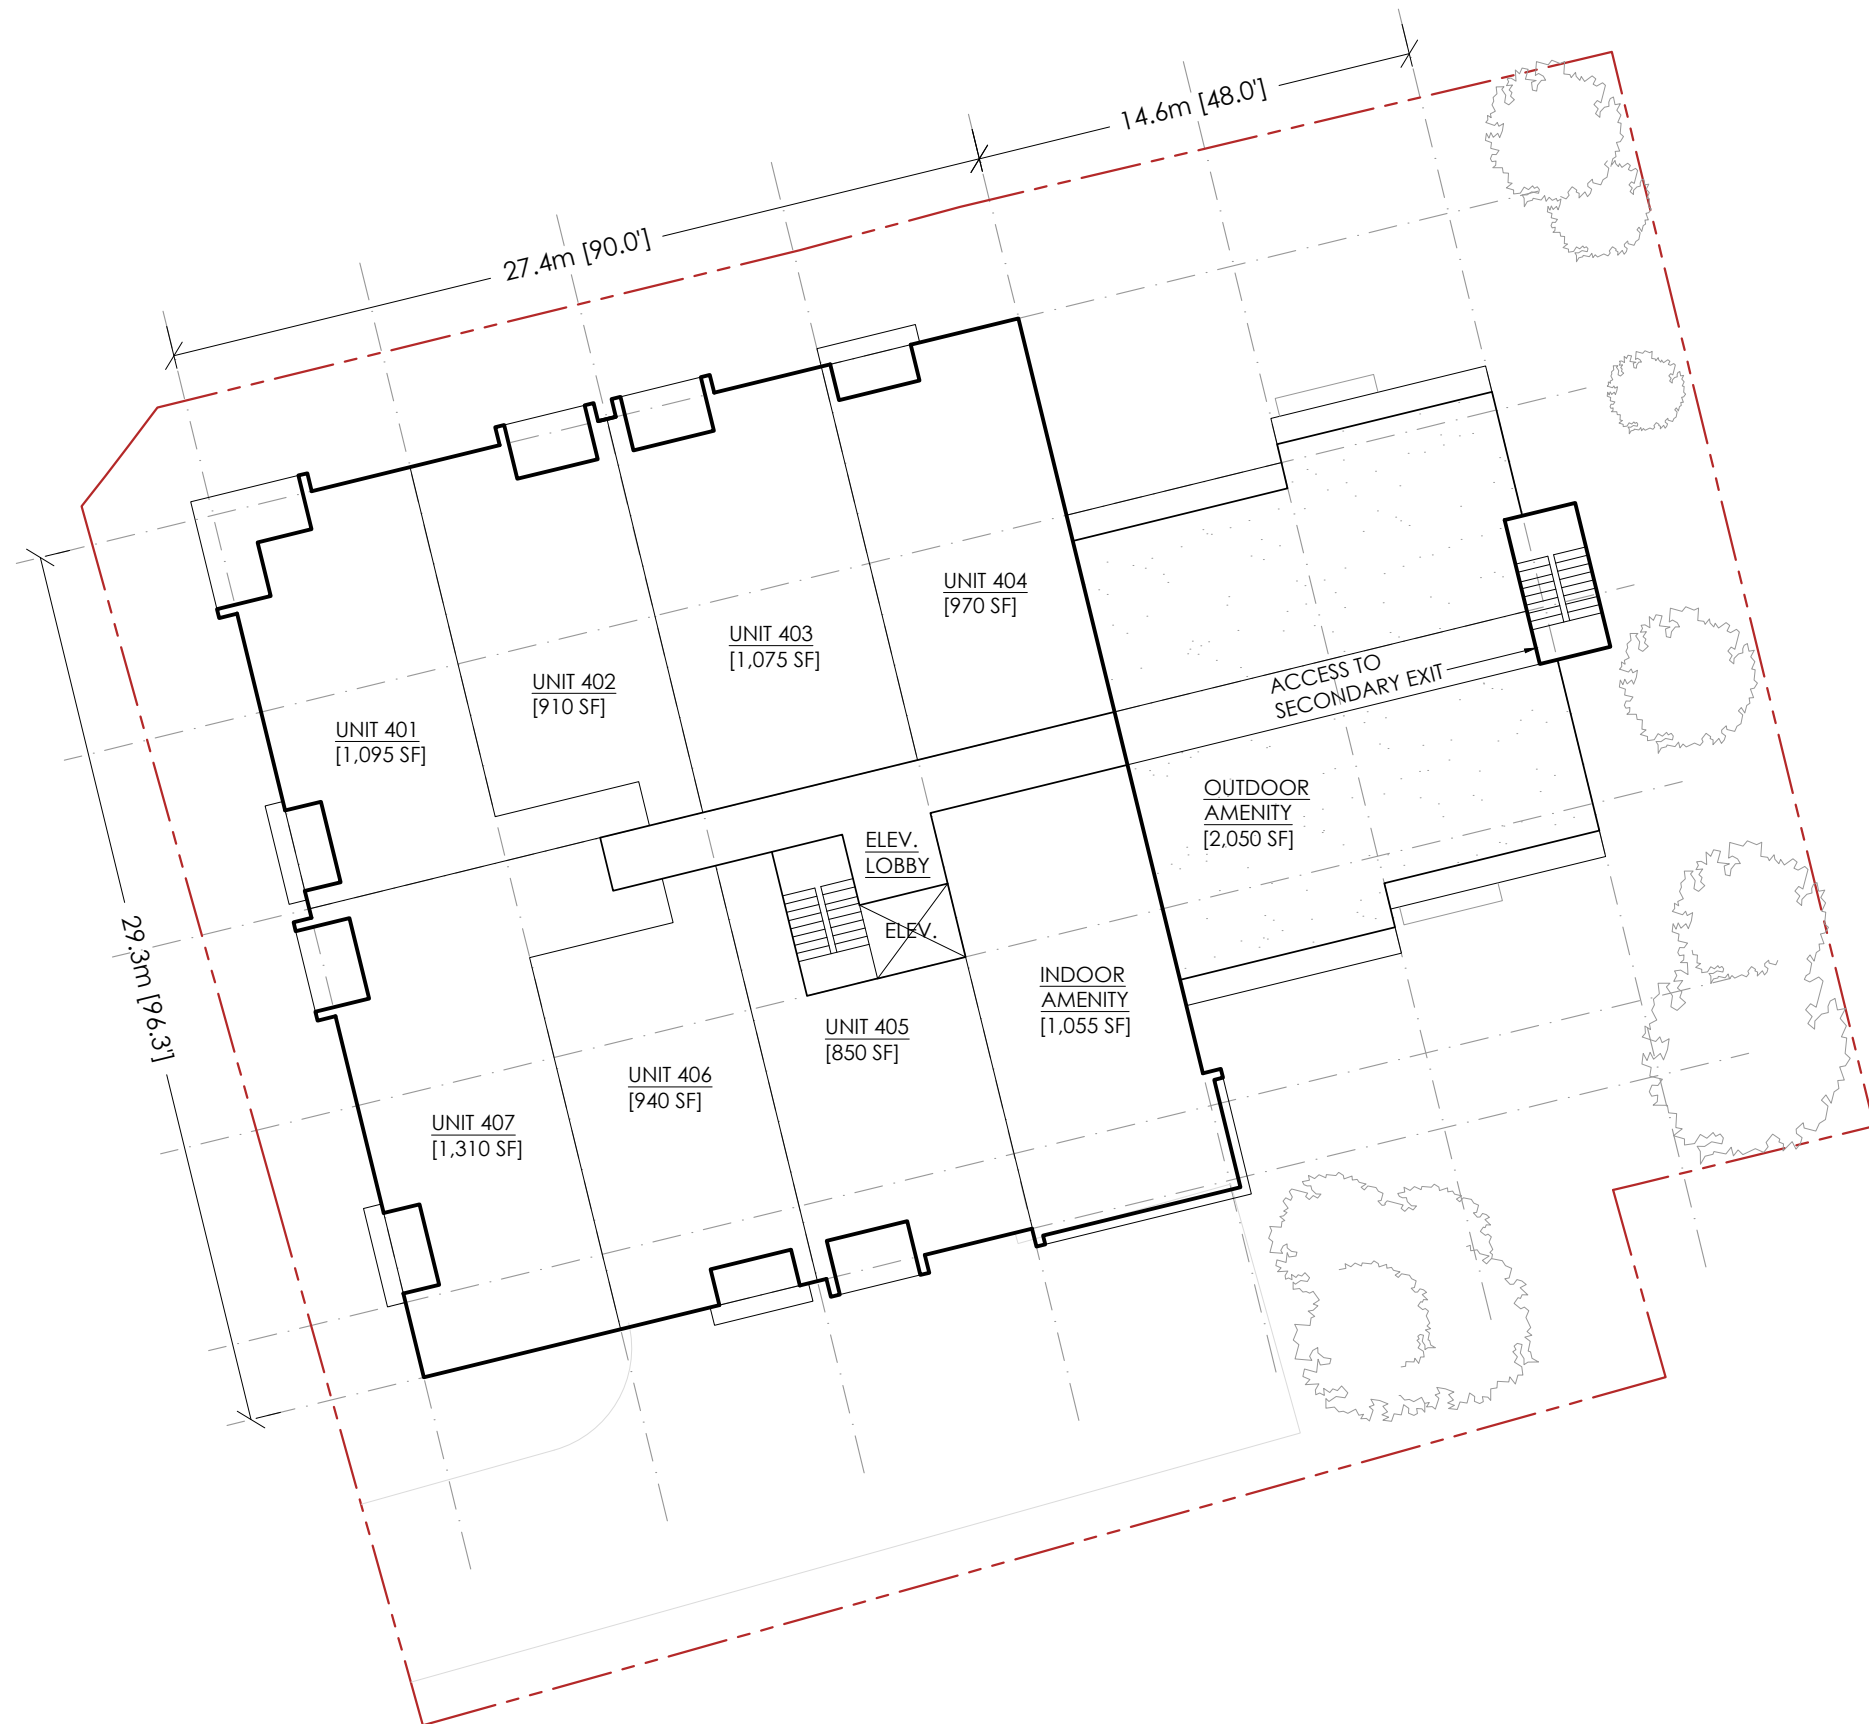 14.6m [48.0']
27.4m [90.0']
29.3m [96.3']
UNIT 401
[1,095 SF]
UNIT 402
[910 SF]
UNIT 403
[1,075 SF]
UNIT 404
[970 SF]
ACCESS TO
SECONDARY EXIT
OUTDOOR
AMENITY
[2,050 SF]
ELEV.
LOBBY
ELEV.
INDOOR
AMENITY
[1,055 SF]
UNIT 405
[850 SF]
UNIT 406
[940 SF]
UNIT 407
[1,310 SF]